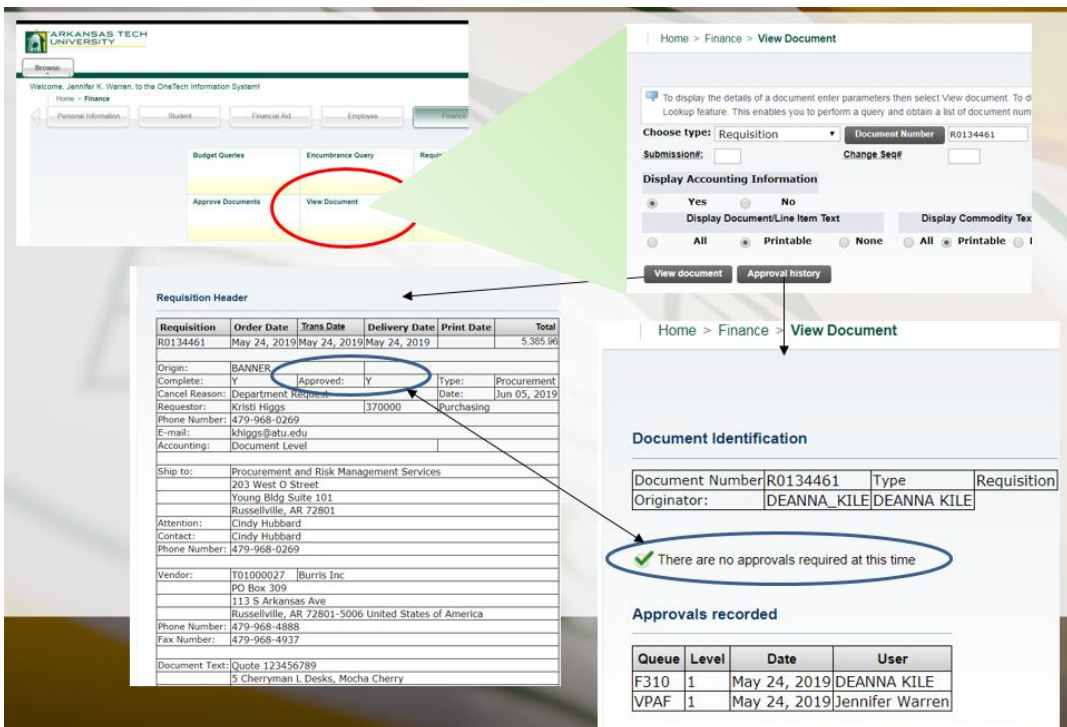 ARKANSAS TECH
UNIVERSITY
Browse
Welcome, Jennifer K. Warren, to the OneTech Information System!
Home > Finance
Personal Information Student Financial Aid Employee Finance
Budget Queries Encumbrance Query
Approve Documents View Document
Home > Finance > View Document
To display the details of a document enter parameters then select View document. To
Lookup feature. This enables you to perform a query and obtain a list of document
Choose type: Requisition Document Number R0134461
Submission#: Change Seq#
Display Accounting Information
Yes No
Display Document/Line Item Text Display Commodity
All Printable None All Printable
View document Approval history
Requisition Header
Requisition Order Date Trans Date Delivery Date Print Date Total
R0134461 May 24, 2019 May 24, 2019 May 24, 2019 5,385.96
Origin: BANNER
Complete: Y Approved: Y Type: Procurement
Cancel Reason: Department Request Date: Jun 05, 2019
Requestor: Kristi Higgs 370000 Purchasing
Phone Number: 479-968-0269
E-mail: khiggs@atu.edu
Accounting: Document Level
Ship to: Procurement and Risk Management Services
203 West O Street
Young Bldg Suite 101
Russellville, AR 72801
Attention: Cindy Hubbard
Contact: Cindy Hubbard
Phone Number: 479-968-0269
Vendor: T01000027 Burris Inc
PO Box 309
113 S Arkansas Ave
Russellville, AR 72801-5006 United States of America
Phone Number: 479-968-4888
Fax Number: 479-968-4937
Document Text: Quote 123456789
5 Cherryman L Desks, Mocha Cherry
Home > Finance > View Document
Document Identification
Document Number R0134461 Type Requisition
Originator: DEANNA_KILE DEANNA KILE
There are no approvals required at this time
Approvals recorded
Queue Level Date User
F310 1 May 24, 2019 DEANNA KILE
VPAF 1 May 24, 2019 Jennifer Warren